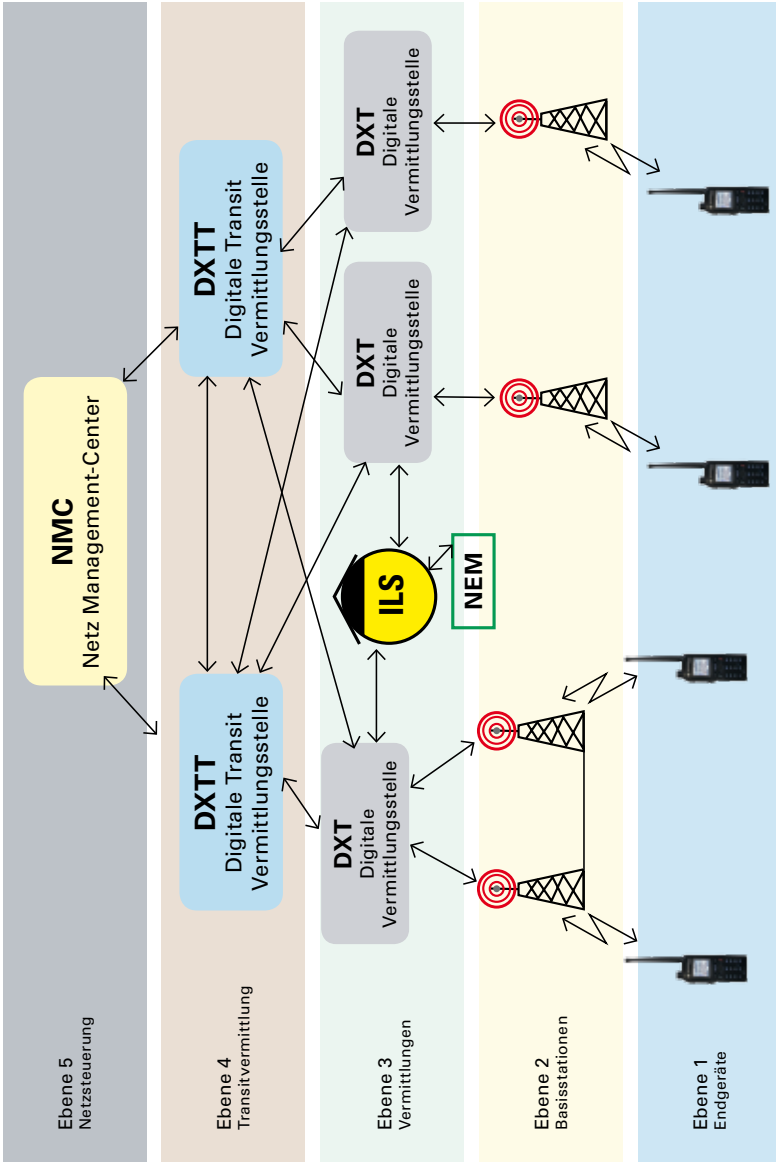 Ebene 5
Netzsteuerung
NMC
Netz Management-Center
Ebene 4
Transitvermittlung
DXTT
Digitale Transit
Vermittlungsstelle
DXTT
Digitale Transit
Vermittlungsstelle
Ebene 3
Vermittlungen
DXT
Digitale
Vermittlungsstelle
ILS
NEM
DXT
Digitale
Vermittlungsstelle
DXT
Digitale
Vermittlungsstelle
Ebene 2
Basisstationen
Ebene 1
Endgeräte